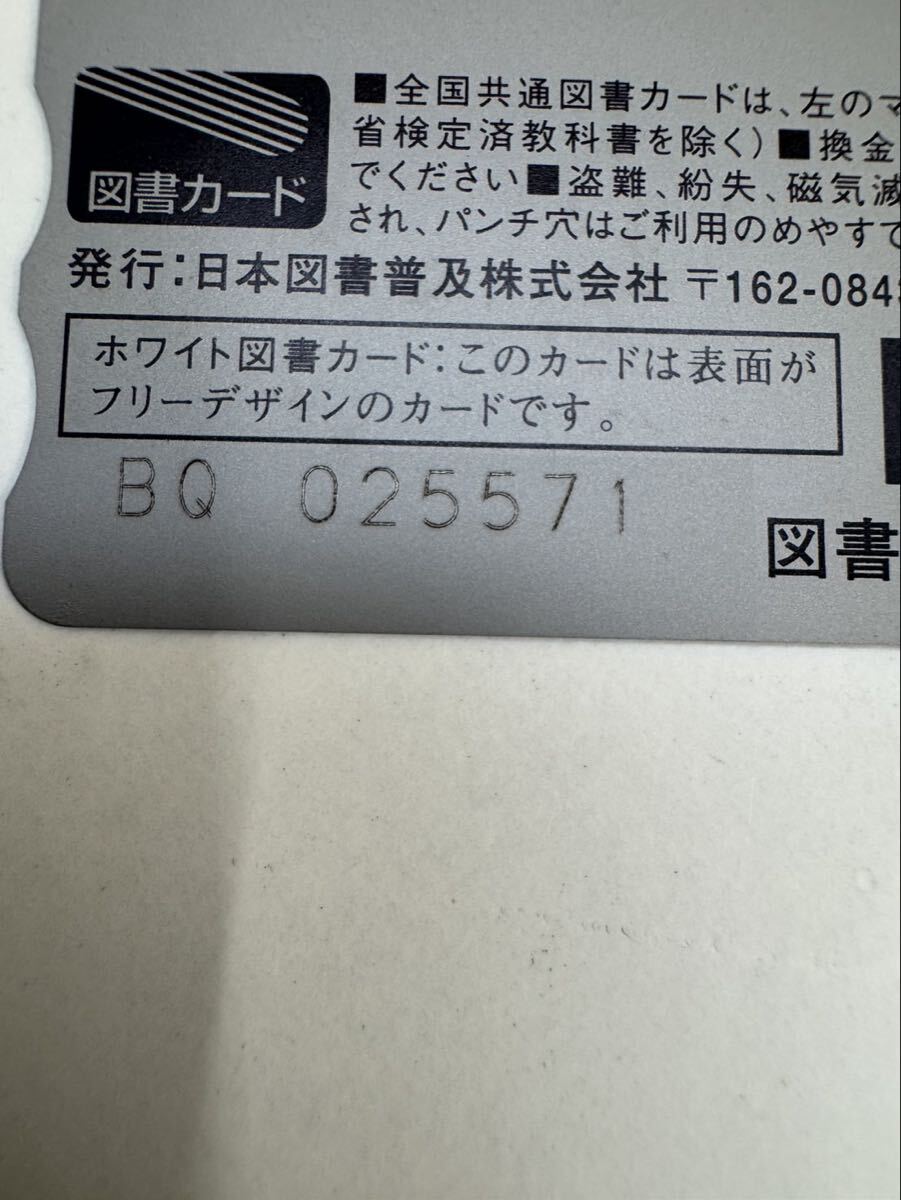 図書カード
■全国共通図書カードは、左のマ
省検定済教科書を除く)■換金
でください■盗難、紛失、磁気滅
され、パンチ穴はご利用のめやすで
発行:日本図書普及株式会社 〒162-084
ホワイト図書カード:このカードは表面が
フリーデザインのカードです。
BQ 025571
図書